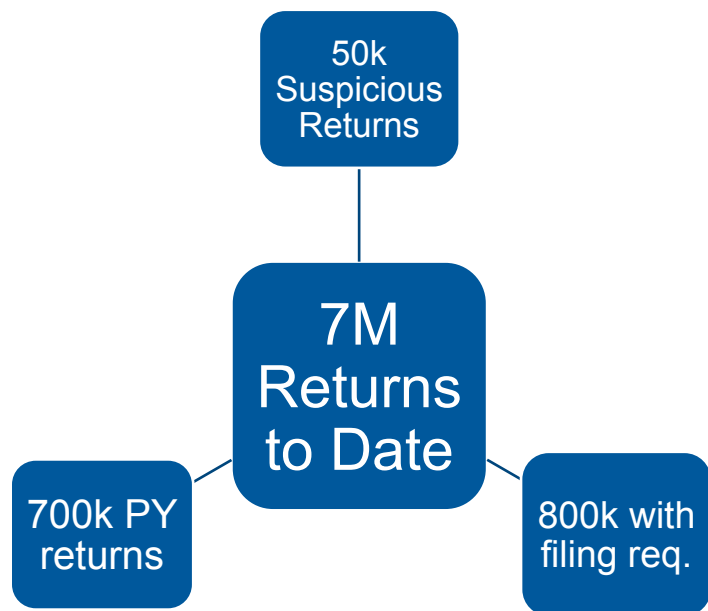 50k
Suspicious
Returns
7M
Returns
to Date
700k PY
returns
800k with
filing req.